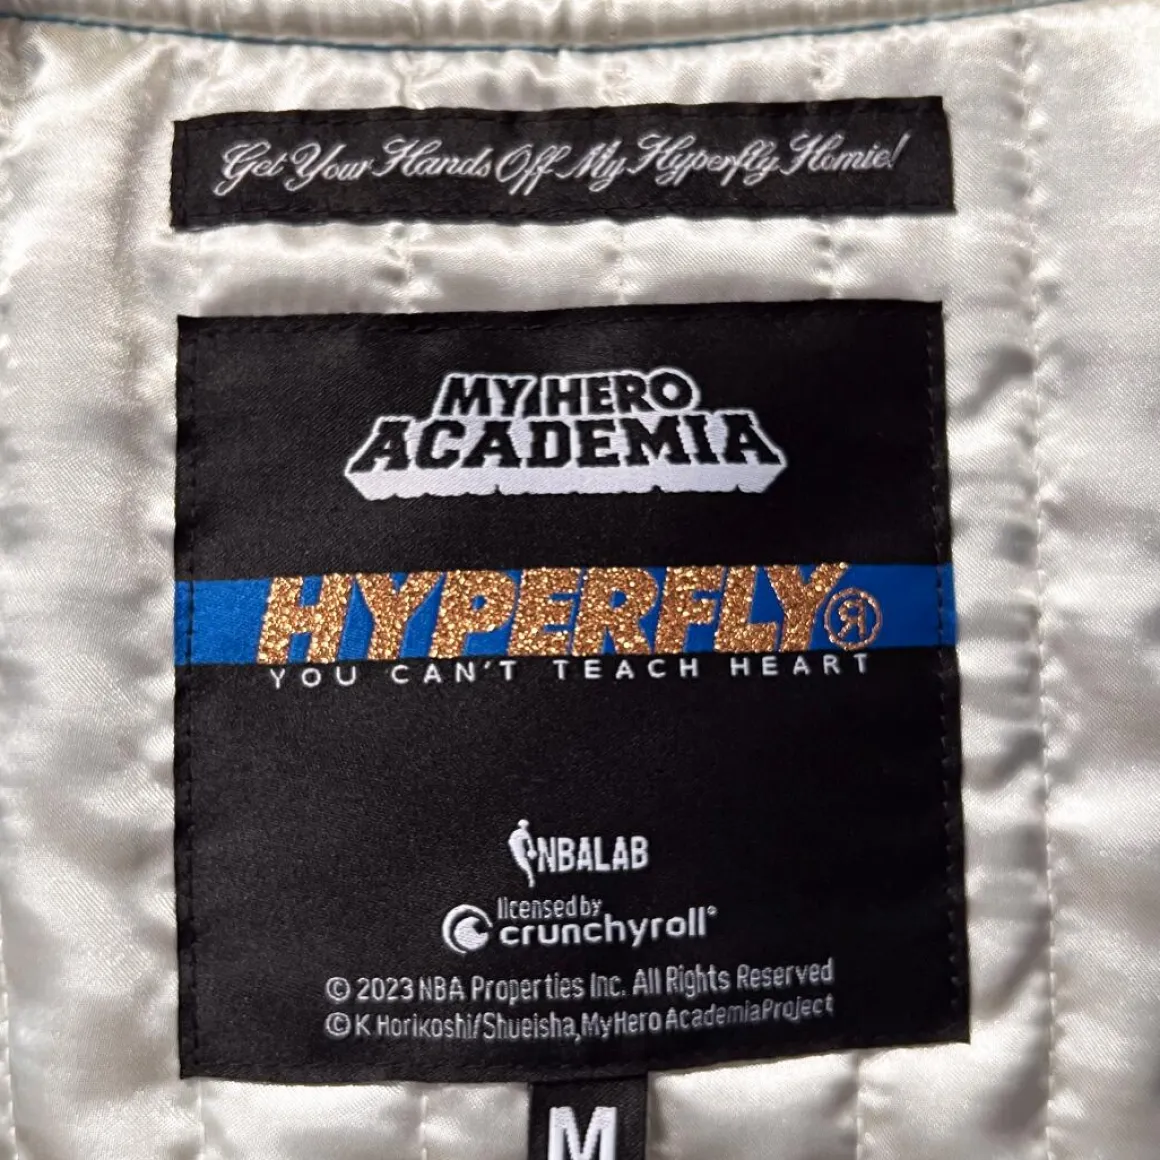 Get Your Hands Off My Hyperfly Homie!
MY HERO
ACADEMIA
HYPERFLY®
YOU CAN'T TEACH HEART
NBALAB
licensed by
crunchyroll®
© 2023 NBA Properties Inc. All Rights Reserved
© K Horikoshi/Shueisha, My Hero Academia Project
M